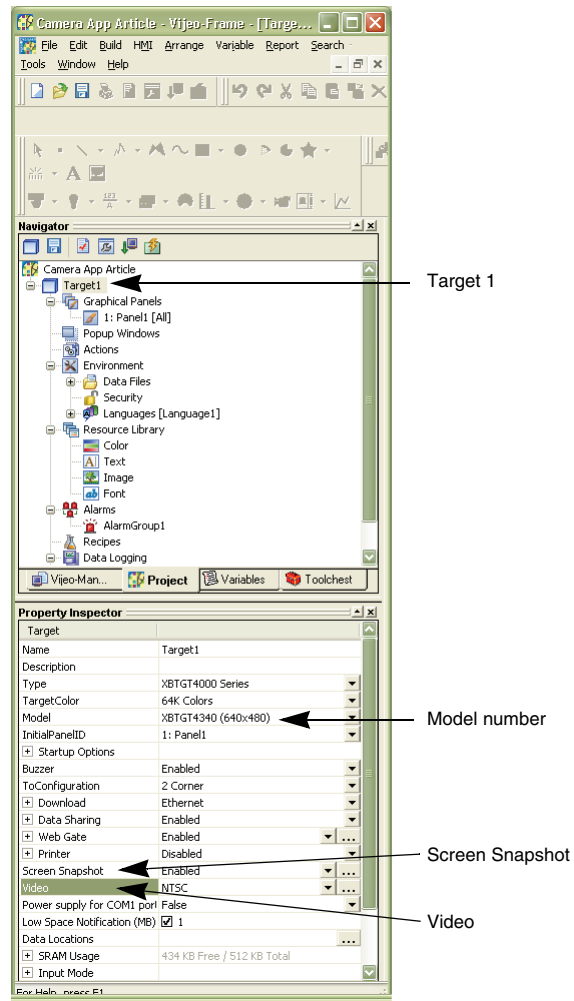 Camera App Article - Vijeo-Frame - [Targe...
File Edit Build HMI Arrange Variable Report Search
Tools Window Help
Navigator
Camera App Article
Target1
Target 1
Graphical Panels
1: Panel1 [All]
Popup Windows
Actions
Environment
Data Files
Security
Languages [Language1]
Resource Library
Color
Text
Image
Font
Alarms
AlarmGroup1
Recipes
Data Logging
Vijeo-Man... Project Variables Toolchest
Property Inspector
Target
Name Target1
Description
Type XBTGT4000 Series
TargetColor 64K Colors
Model XBTGT4340 (640x480) Model number
InitialPanelID 1: Panel1
Startup Options
Buzzer Enabled
ToConfiguration 2 Corner
Download Ethernet
Data Sharing Enabled
Web Gate Enabled ...
Printer Disabled
Screen Snapshot Enabled ... Screen Snapshot
Video NTSC ...
Power supply for COM1 port False
Video
Low Space Notification (MB) 1
Data Locations ...
SRAM Usage 434 KB Free / 512 KB Total
Input Mode
For Help, press F1